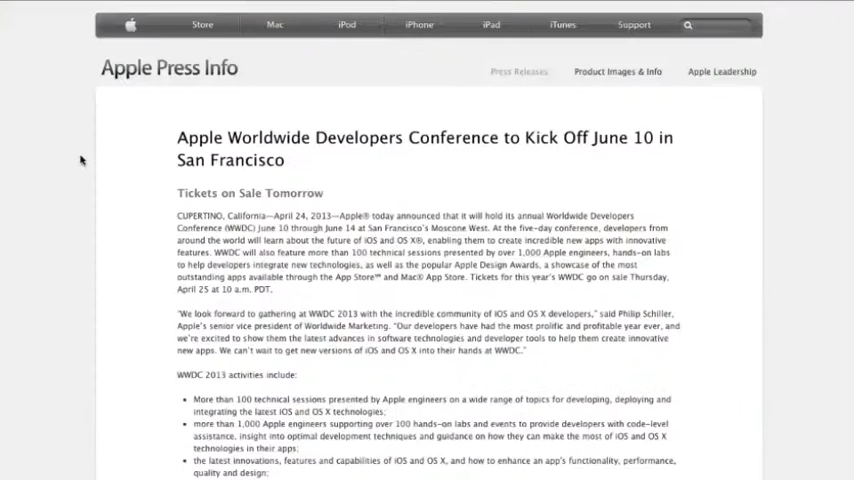 Store Mac iPod iPhone iPad iTunes Support
Apple Press Info
Press Releases Product Images & Info Apple Leadership
Apple Worldwide Developers Conference to Kick Off June 10 in
San Francisco
Tickets on Sale Tomorrow
CUPERTINO, California—April 24, 2013—Apple® today announced that it will hold its annual Worldwide Developers
Conference (WWDC) June 10 through June 14 at San Francisco's Moscone West. At the five-day conference, developers from
around the world will learn about the future of iOS and OS X®, enabling them to create incredible new apps with innovative
features. WWDC will also feature more than 100 technical sessions presented by over 1,000 Apple engineers, hands-on labs
to help developers integrate new technologies, as well as the popular Apple Design Awards, a showcase of the most
outstanding apps available through the App Store℠ and Mac® App Store. Tickets for this year's WWDC go on sale Thursday,
April 25 at 10 a.m. PDT.
"We look forward to gathering at WWDC 2013 with the incredible community of iOS and OS X developers," said Philip Schiller,
Apple's senior vice president of Worldwide Marketing. "Our developers have had the most prolific and profitable year ever, and
we're excited to show them the latest advances in software technologies and developer tools to help them create innovative
new apps. We can't wait to get new versions of iOS and OS X into their hands at WWDC."
WWDC 2013 activities include:
• More than 100 technical sessions presented by Apple engineers on a wide range of topics for developing, deploying and
integrating the latest iOS and OS X technologies;
• more than 1,000 Apple engineers supporting over 100 hands-on labs and events to provide developers with code-level
assistance, insight into optimal development techniques and guidance on how they can make the most of iOS and OS X
technologies in their apps;
• the latest innovations, features and capabilities of iOS and OS X, and how to enhance an app's functionality, performance,
quality and design;